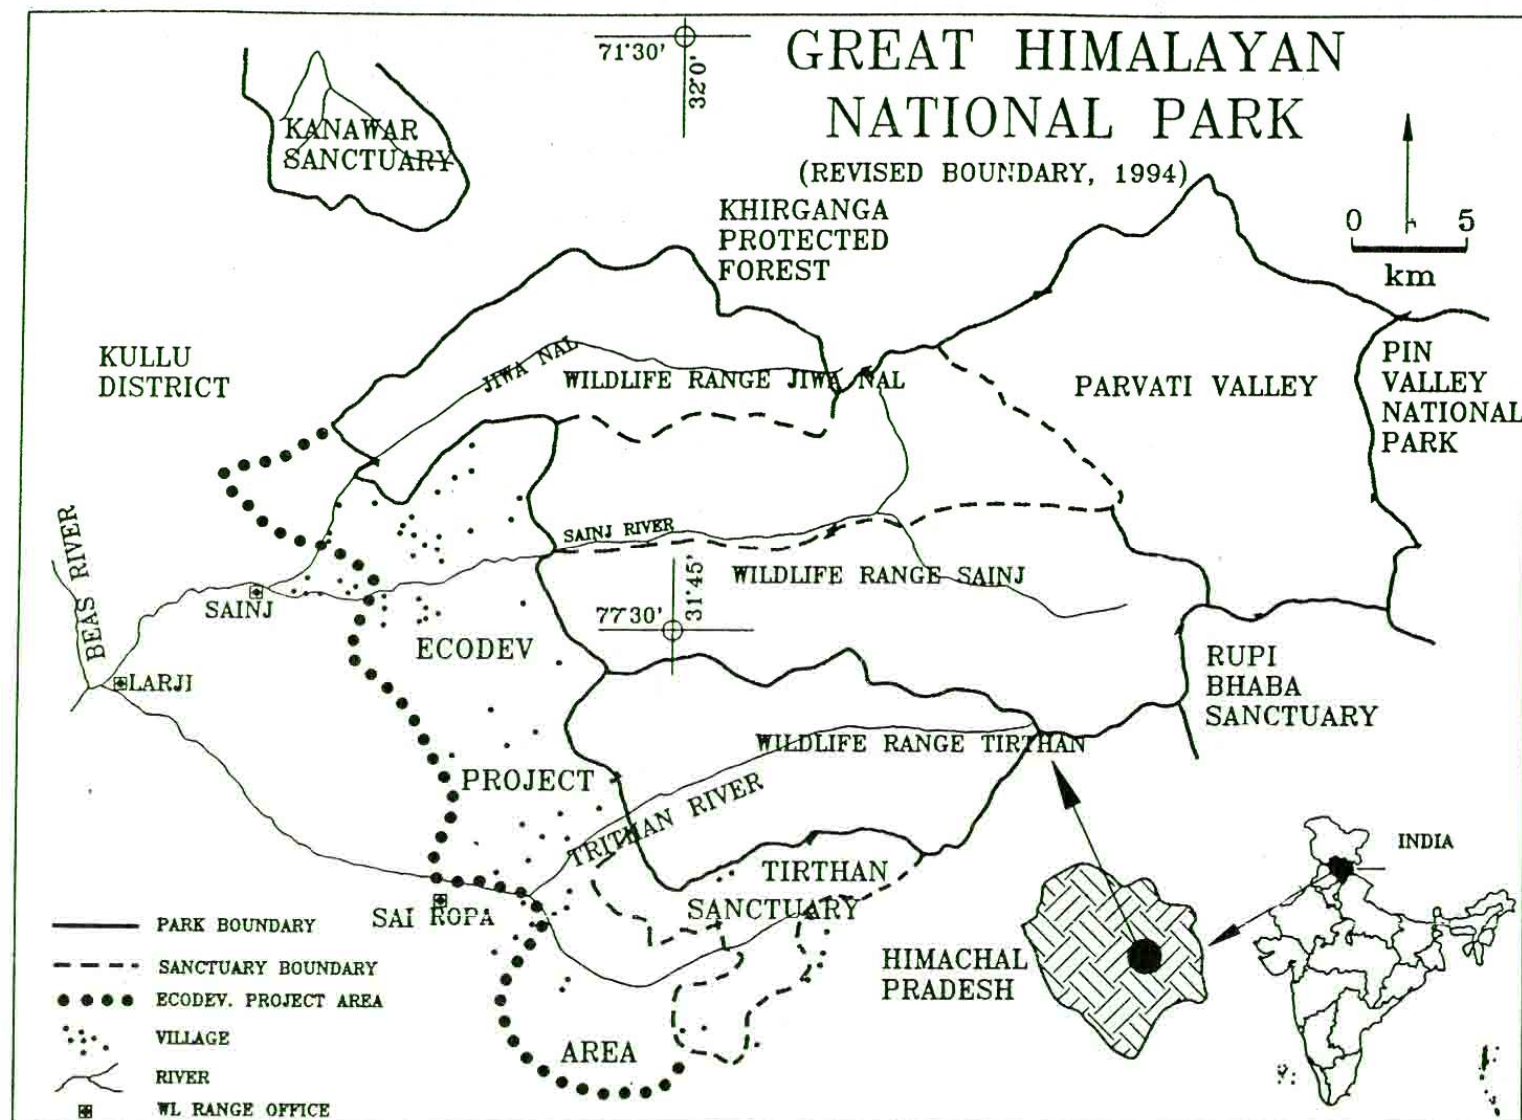 GREAT HIMALAYAN
NATIONAL PARK
(REVISED BOUNDARY, 1994)
71°30'
32°0'
KANAWAR
SANCTUARY
KHIRGANGA
PROTECTED
FOREST
0 5
km
KULLU
DISTRICT
JIWA NAL
WILDLIFE RANGE JIWA NAL
PARVATI VALLEY
PIN
VALLEY
NATIONAL
PARK
BEAS RIVER
SAINJ RIVER
WILDLIFE RANGE SAINJ
SAINJ
77°30'
31°45'
ECODEV
LARJI
RUPI
BHABA
SANCTUARY
WILDLIFE RANGE TIRTHAN
PROJECT
TRITHAN RIVER
TIRTHAN
SANCTUARY
INDIA
SAI ROPA
HIMACHAL
PRADESH
AREA
PARK BOUNDARY
SANCTUARY BOUNDARY
ECODEV. PROJECT AREA
VILLAGE
RIVER
WL RANGE OFFICE